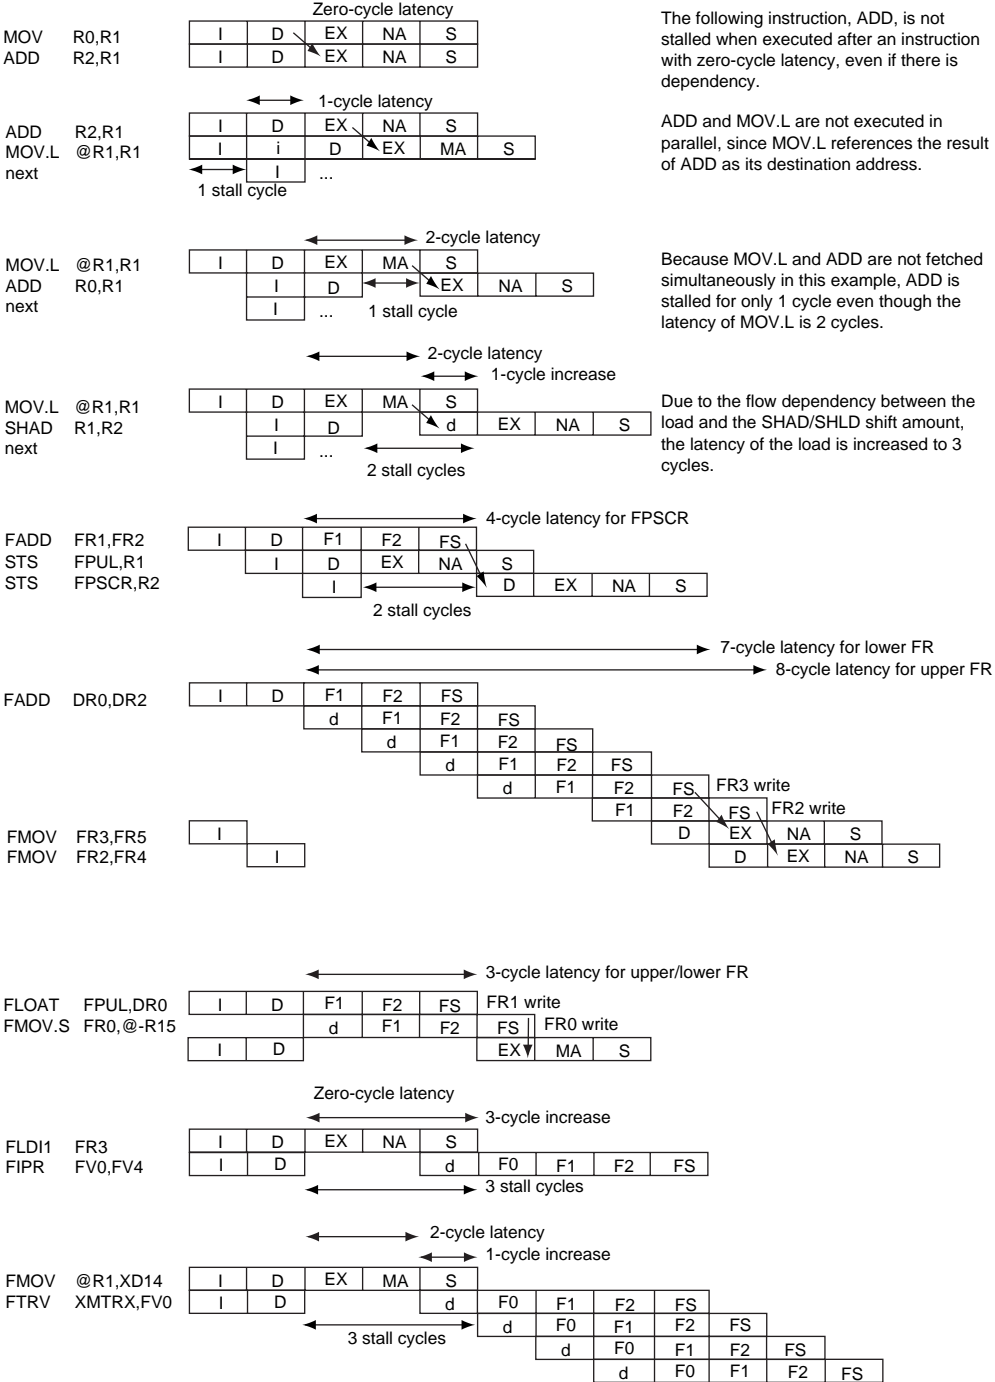 Zero-cycle latency
MOV R0,R1 I D EX NA S
ADD R2,R1 I D EX NA S
The following instruction, ADD, is not
stalled when executed after an instruction
with zero-cycle latency, even if there is
dependency.
1-cycle latency
ADD R2,R1 I D EX NA S
MOV.L @R1,R1 I i D EX MA S
next I ...
1 stall cycle
ADD and MOV.L are not executed in
parallel, since MOV.L references the result
of ADD as its destination address.
2-cycle latency
MOV.L @R1,R1 I D EX MA S
ADD R0,R1 I D EX NA S
next I ... 1 stall cycle
Because MOV.L and ADD are not fetched
simultaneously in this example, ADD is
stalled for only 1 cycle even though the
latency of MOV.L is 2 cycles.
2-cycle latency
1-cycle increase
MOV.L @R1,R1 I D EX MA S
SHAD R1,R2 I D d EX NA S
next I ...
2 stall cycles
Due to the flow dependency between the
load and the SHAD/SHLD shift amount,
the latency of the load is increased to 3
cycles.
4-cycle latency for FPSCR
FADD FR1,FR2 I D F1 F2 FS
STS FPUL,R1 I D EX NA S
STS FPSCR,R2 I D EX NA S
2 stall cycles
7-cycle latency for lower FR
8-cycle latency for upper FR
FADD DR0,DR2 I D F1 F2 FS
d F1 F2 FS
d F1 F2 FS
d F1 F2 FS
d F1 F2 FS FR3 write
F1 F2 FS FR2 write
FMOV FR3,FR5 I D EX NA S
FMOV FR2,FR4 I D EX NA S
3-cycle latency for upper/lower FR
FLOAT FPUL,DR0 I D F1 F2 FS FR1 write
FMOV.S FR0,@-R15 d F1 F2 FS FR0 write
I D EX MA S
Zero-cycle latency
3-cycle increase
FLDI1 FR3 I D EX NA S
FIPR FV0,FV4 I D d F0 F1 F2 FS
3 stall cycles
2-cycle latency
1-cycle increase
FMOV @R1,XD14 I D EX MA S
FTRV XMTRX,FV0 I D d F0 F1 F2 FS
3 stall cycles d F0 F1 F2 FS
d F0 F1 F2 FS
d F0 F1 F2 FS